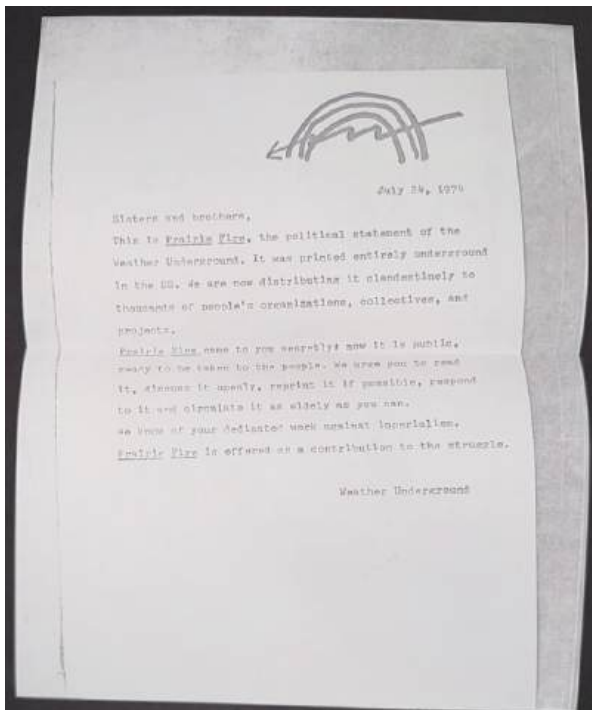 July 24, 1974
Sisters and brothers,
This is Prairie Fire, the political statement of the
Weather Underground. It was printed entirely underground
in the US. We are now distributing it clandestinely to
thousands of people's organizations, collectives, and
projects.
Prairie Fire came to you secretly; now it is public,
ready to be taken to the people. We urge you to read
it, discuss it openly, reprint it if possible, respond
to it and circulate it as widely as you can.
We know of your dedicated work against imperialism.
Prairie Fire is offered as a contribution to the struggle.
Weather Underground